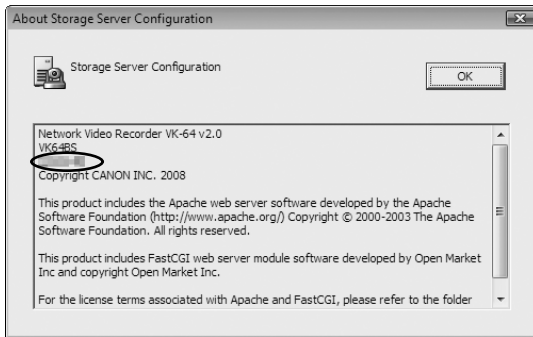 About Storage Server Configuration
Storage Server Configuration
OK
Network Video Recorder VK-64 v2.0
VK64BS
Copyright CANON INC. 2008
This product includes the Apache web server software developed by the Apache
Software Foundation (http://www.apache.org/) Copyright © 2000-2003 The Apache
Software Foundation. All rights reserved.
This product includes FastCGI web server module software developed by Open Market
Inc and copyright Open Market Inc.
For the license terms associated with Apache and FastCGI, please refer to the folder